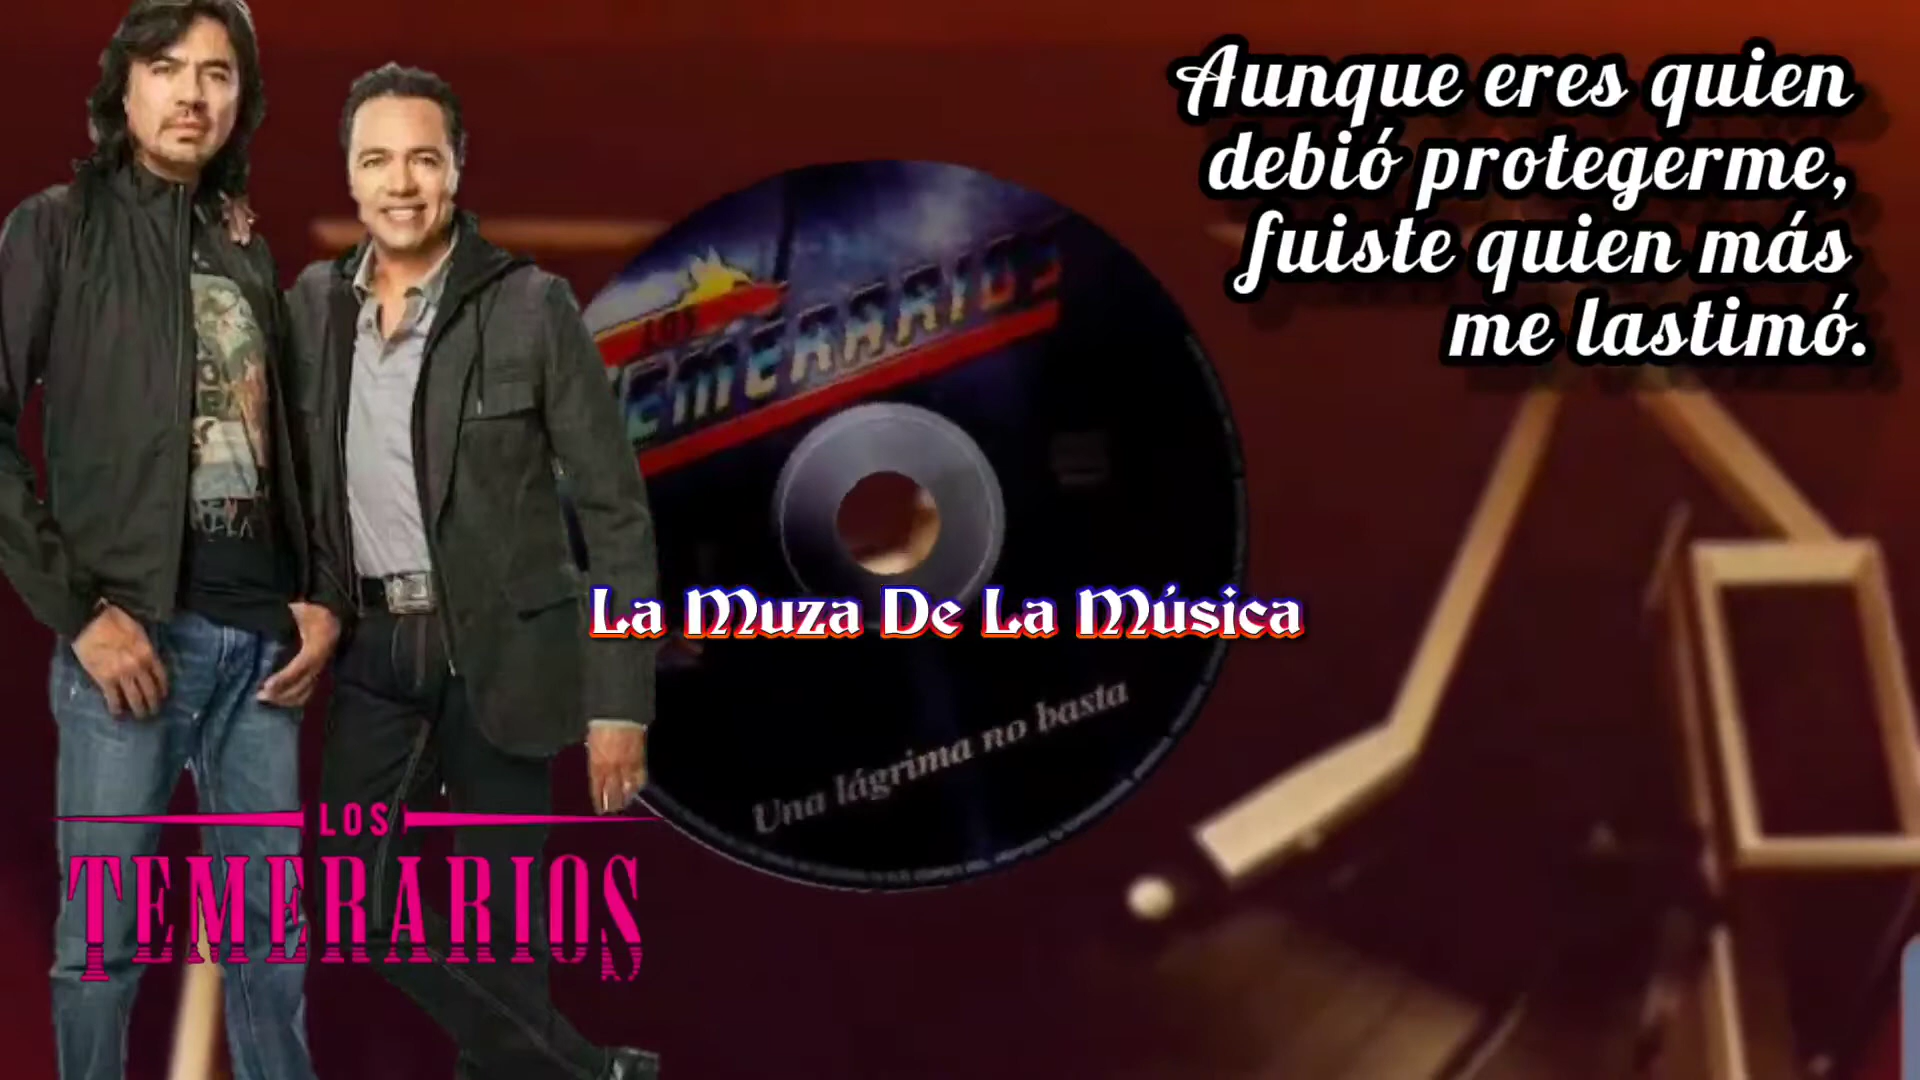 Aunque eres quien
debió protegerme,
fuiste quien más
me lastimó.
LOS
TEMERARIOS
La Muza De La Música
Una lágrima no basta
LOS
TEMERARIOS